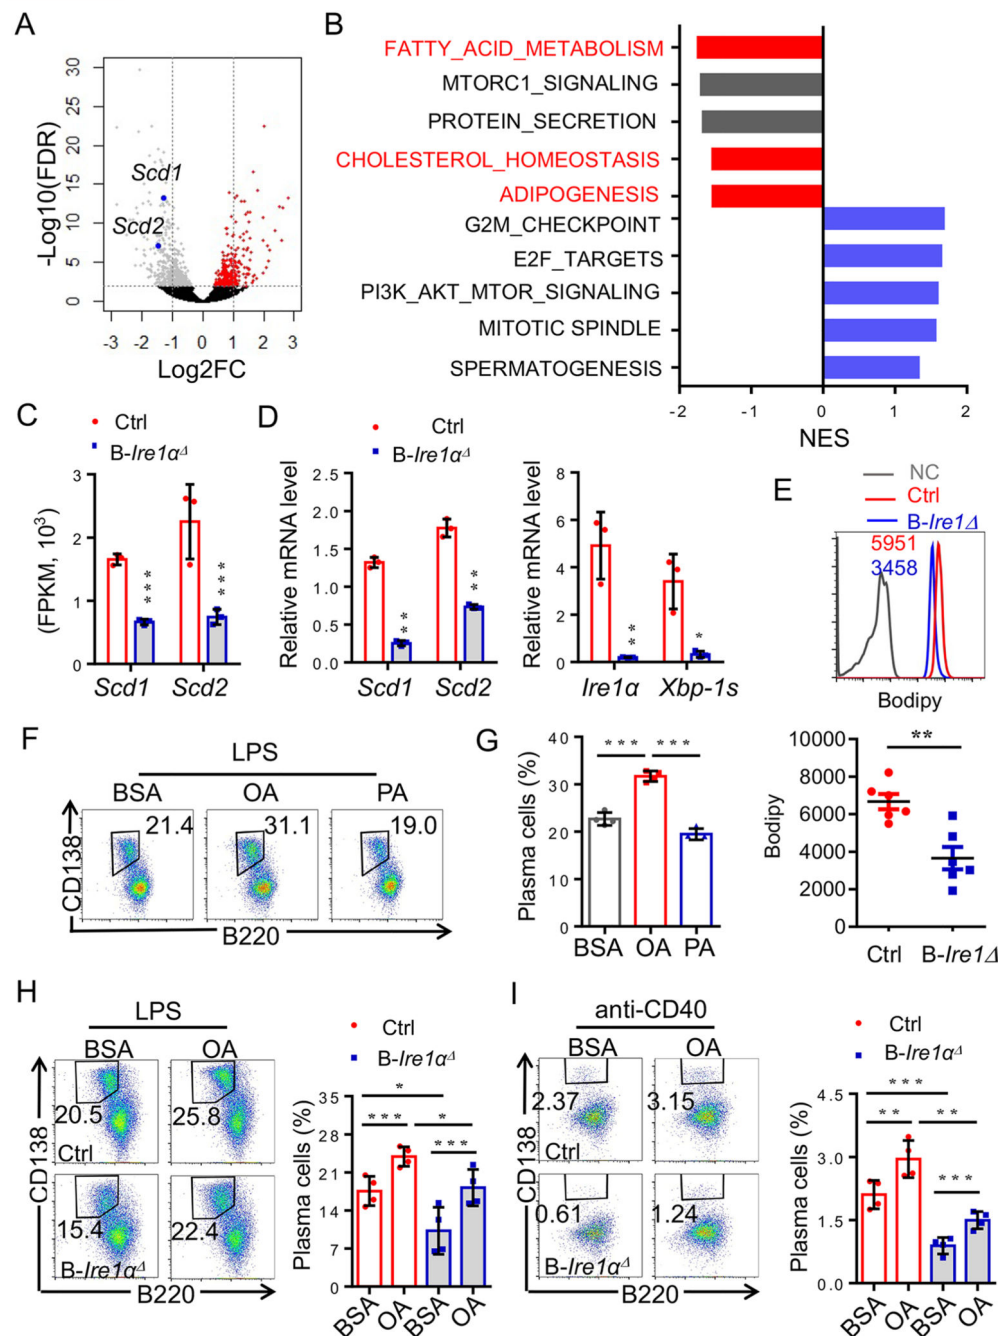 A
-Log10(FDR)
30
25
20
15
10
5
0
Scd1
Scd2
-3 -2 -1 0 1 2 3
Log2FC
B
FATTY_ACID_METABOLISM
MTORC1_SIGNALING
PROTEIN_SECRETION
CHOLESTEROL_HOMEOSTASIS
ADIPOGENESIS
G2M_CHECKPOINT
E2F_TARGETS
PI3K_AKT_MTOR_SIGNALING
MITOTIC SPINDLE
SPERMATOGENESIS
-2 -1 0 1 2
NES
C
Ctrl
B-Ire1αᐞ
(FPKM, 10³)
3
2
1
0
***
***
Scd1 Scd2
D
Ctrl
B-Ire1αᐞ
Relative mRNA level
2.0
1.5
1.0
0.5
0.0
**
**
Scd1 Scd2
Relative mRNA level
8
6
4
2
0
**
*
Ire1α Xbp-1s
E
NC
Ctrl
B-Ire1Δ
5951
3458
Bodipy
Bodipy
10000
8000
6000
4000
2000
0
**
Ctrl B-Ire1Δ
F
LPS
BSA OA PA
21.4 31.1 19.0
CD138
B220
G
Plasma cells (%)
40
30
20
10
0
*** ***
BSA OA PA
H
LPS
BSA OA
20.5 25.8
Ctrl
15.4 22.4
B-Ire1αᐞ
CD138
B220
Ctrl
B-Ire1αᐞ
Plasma cells (%)
35
28
21
14
7
0
*
*** *
***
BSA OA BSA OA
I
anti-CD40
BSA OA
2.37 3.15
Ctrl
0.61 1.24
B-Ire1αᐞ
CD138
B220
Ctrl
B-Ire1αᐞ
Plasma cells (%)
4.5
3.0
1.5
0.0
***
** **
***
BSA OA BSA OA